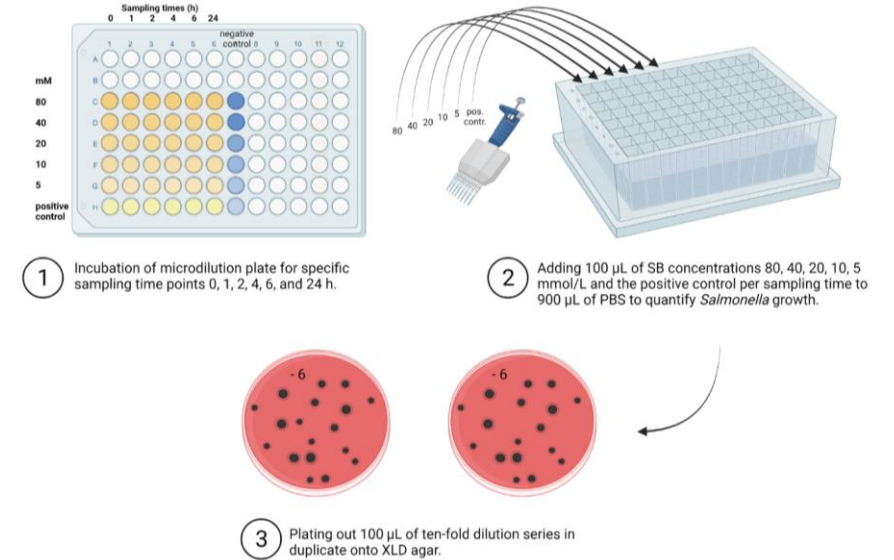 Sampling times (h)
0 1 2 4 6 24
negative
control
1 2 3 4 5 6 8 9 10 11 12
A
mM B
80 C
40 D
20 E
10 F
5 G
positive
control H
80 40 20 10 5 pos.
contr.
1 Incubation of microdilution plate for specific
sampling time points 0, 1, 2, 4, 6, and 24 h.
2 Adding 100 µL of SB concentrations 80, 40, 20, 10, 5
mmol/L and the positive control per sampling time to
900 µL of PBS to quantify Salmonella growth.
- 6 - 6
3 Plating out 100 µL of ten-fold dilution series in
duplicate onto XLD agar.